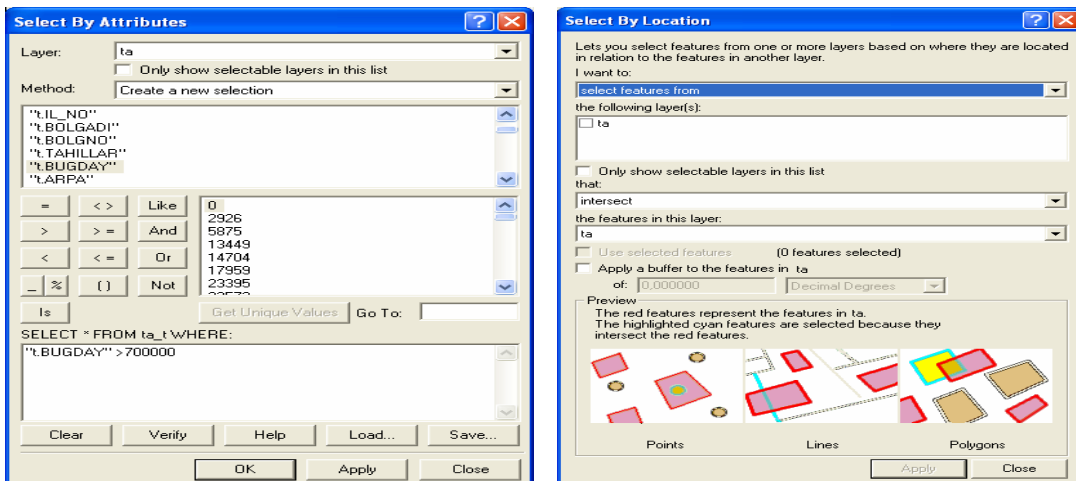 Select By Attributes
Layer:
ta
Only show selectable layers in this list
Method:
Create a new selection
"t.IL_NO"
"t.BOLGADI"
"t.BOLGNO"
"t.TAHILLAR"
"t.BUGDAY"
"t.ARPA"
= < > Like
> > = And
< < = Or
_ % ( ) Not
Is
0
2926
5875
13449
14704
17959
23395
Get Unique Values Go To:
SELECT * FROM ta_t WHERE:
"t.BUGDAY" >700000
Clear Verify Help Load... Save...
OK Apply Close
Select By Location
Lets you select features from one or more layers based on where they are located
in relation to the features in another layer.
I want to:
select features from
the following layer(s):
ta
Only show selectable layers in this list
that:
intersect
the features in this layer:
ta
Use selected features (0 features selected)
Apply a buffer to the features in ta
of: 0,000000 Decimal Degrees
Preview
The red features represent the features in ta.
The highlighted cyan features are selected because they
intersect the red features.
Points Lines Polygons
Apply Close